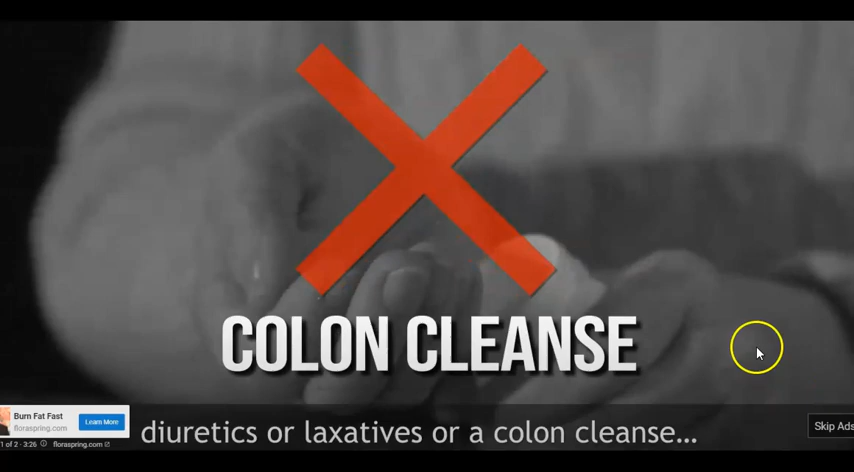 COLON CLEANSE
Burn Fat Fast
floraspring.com
Learn More
diuretics or laxatives or a colon cleanse...
Skip Ads
1 of 2 · 3:26 floraspring.com